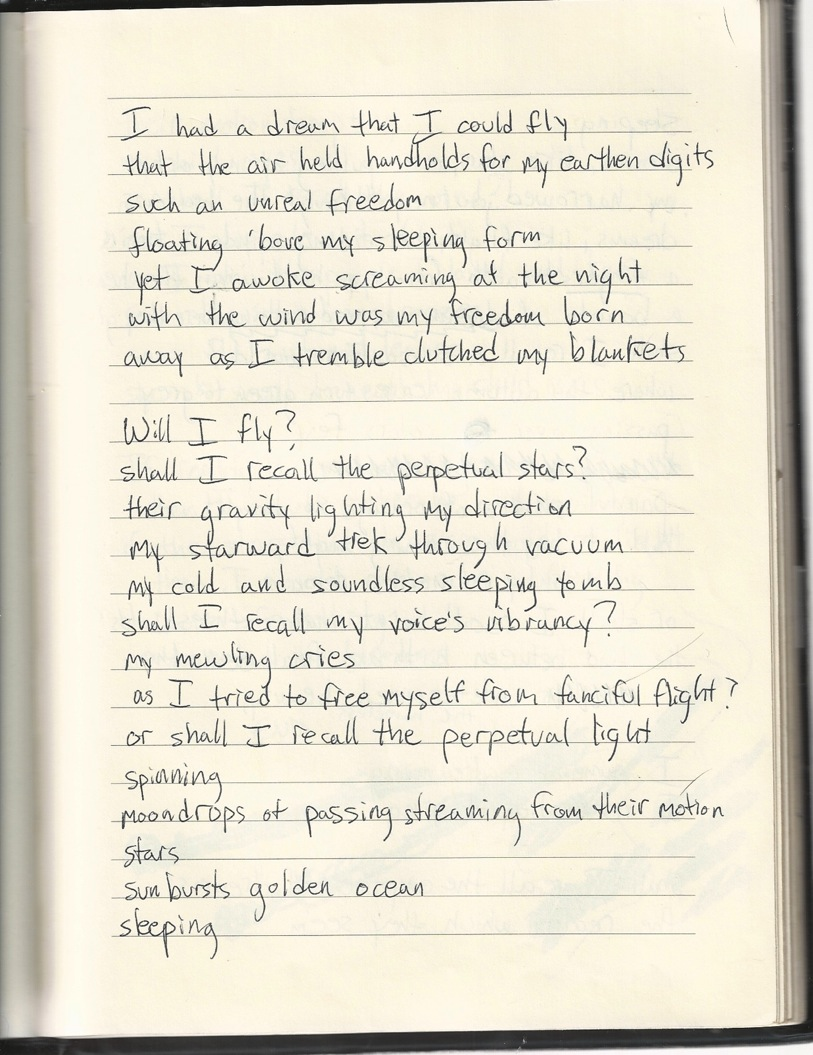 I had a dream that I could fly
that the air held handholds for my earthen digits
such an unreal freedom
floating 'bove my sleeping form
yet I awoke screaming at the night
with the wind was my freedom born
away as I tremble clutched my blankets
Will I fly?
shall I recall the perpetual stars?
their gravity lighting my direction
my starward trek through vacuum
my cold and soundless sleeping tomb
shall I recall my voice's vibrancy?
my mewling cries
as I tried to free myself from fanciful flight?
or shall I recall the perpetual light
spinning
moondrops of passing streaming from their motion
stars
sunbursts golden ocean
sleeping